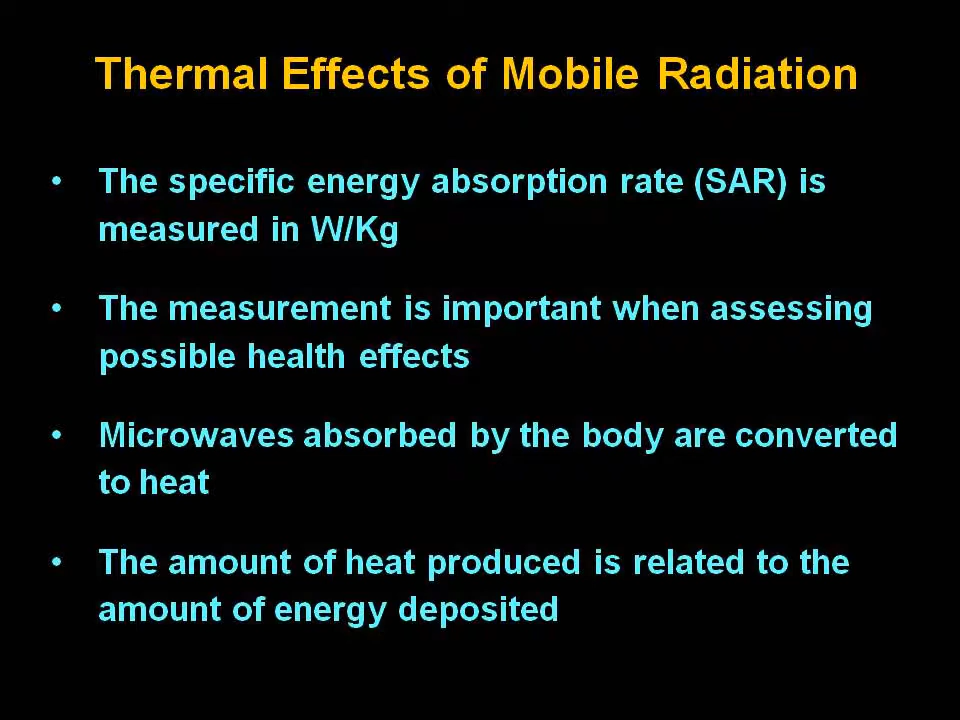 Thermal Effects of Mobile Radiation
• The specific energy absorption rate (SAR) is
measured in W/Kg
• The measurement is important when assessing
possible health effects
• Microwaves absorbed by the body are converted
to heat
• The amount of heat produced is related to the
amount of energy deposited